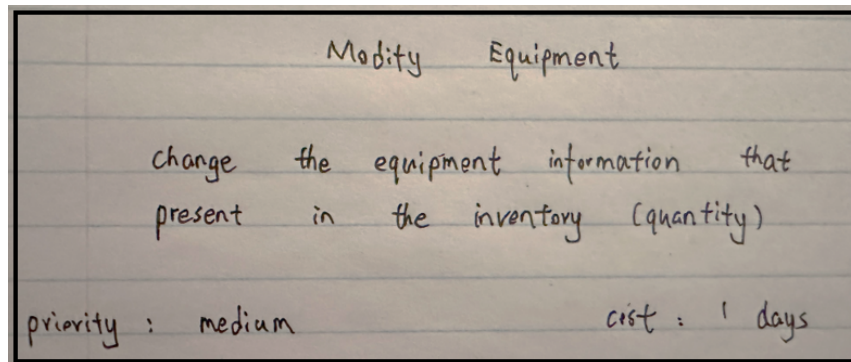 Modify Equipment
change the equipment information that
present in the inventory (quantity)
priority : medium cost : 1 days